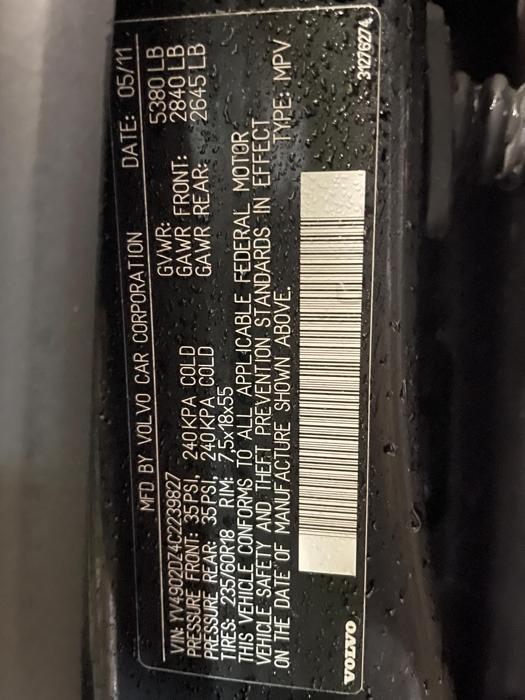 MFD BY VOLVO CAR CORPORATION DATE: 05/11
GVWR: 5380 LB
GAWR FRONT: 2840 LB
GAWR REAR: 2645 LB
VIN: YV4902DZ4C2239827
PRESSURE FRONT: 35PSI, 240KPA COLD
PRESSURE REAR: 35PSI, 240KPA COLD
TIRES: 235/60R18 RIM: 7,5x18x55
THIS VEHICLE CONFORMS TO ALL APPLICABLE FEDERAL MOTOR
VEHICLE SAFETY AND THEFT PREVENTION STANDARDS IN EFFECT
ON THE DATE OF MANUFACTURE SHOWN ABOVE. TYPE: MPV
VOLVO 31276274